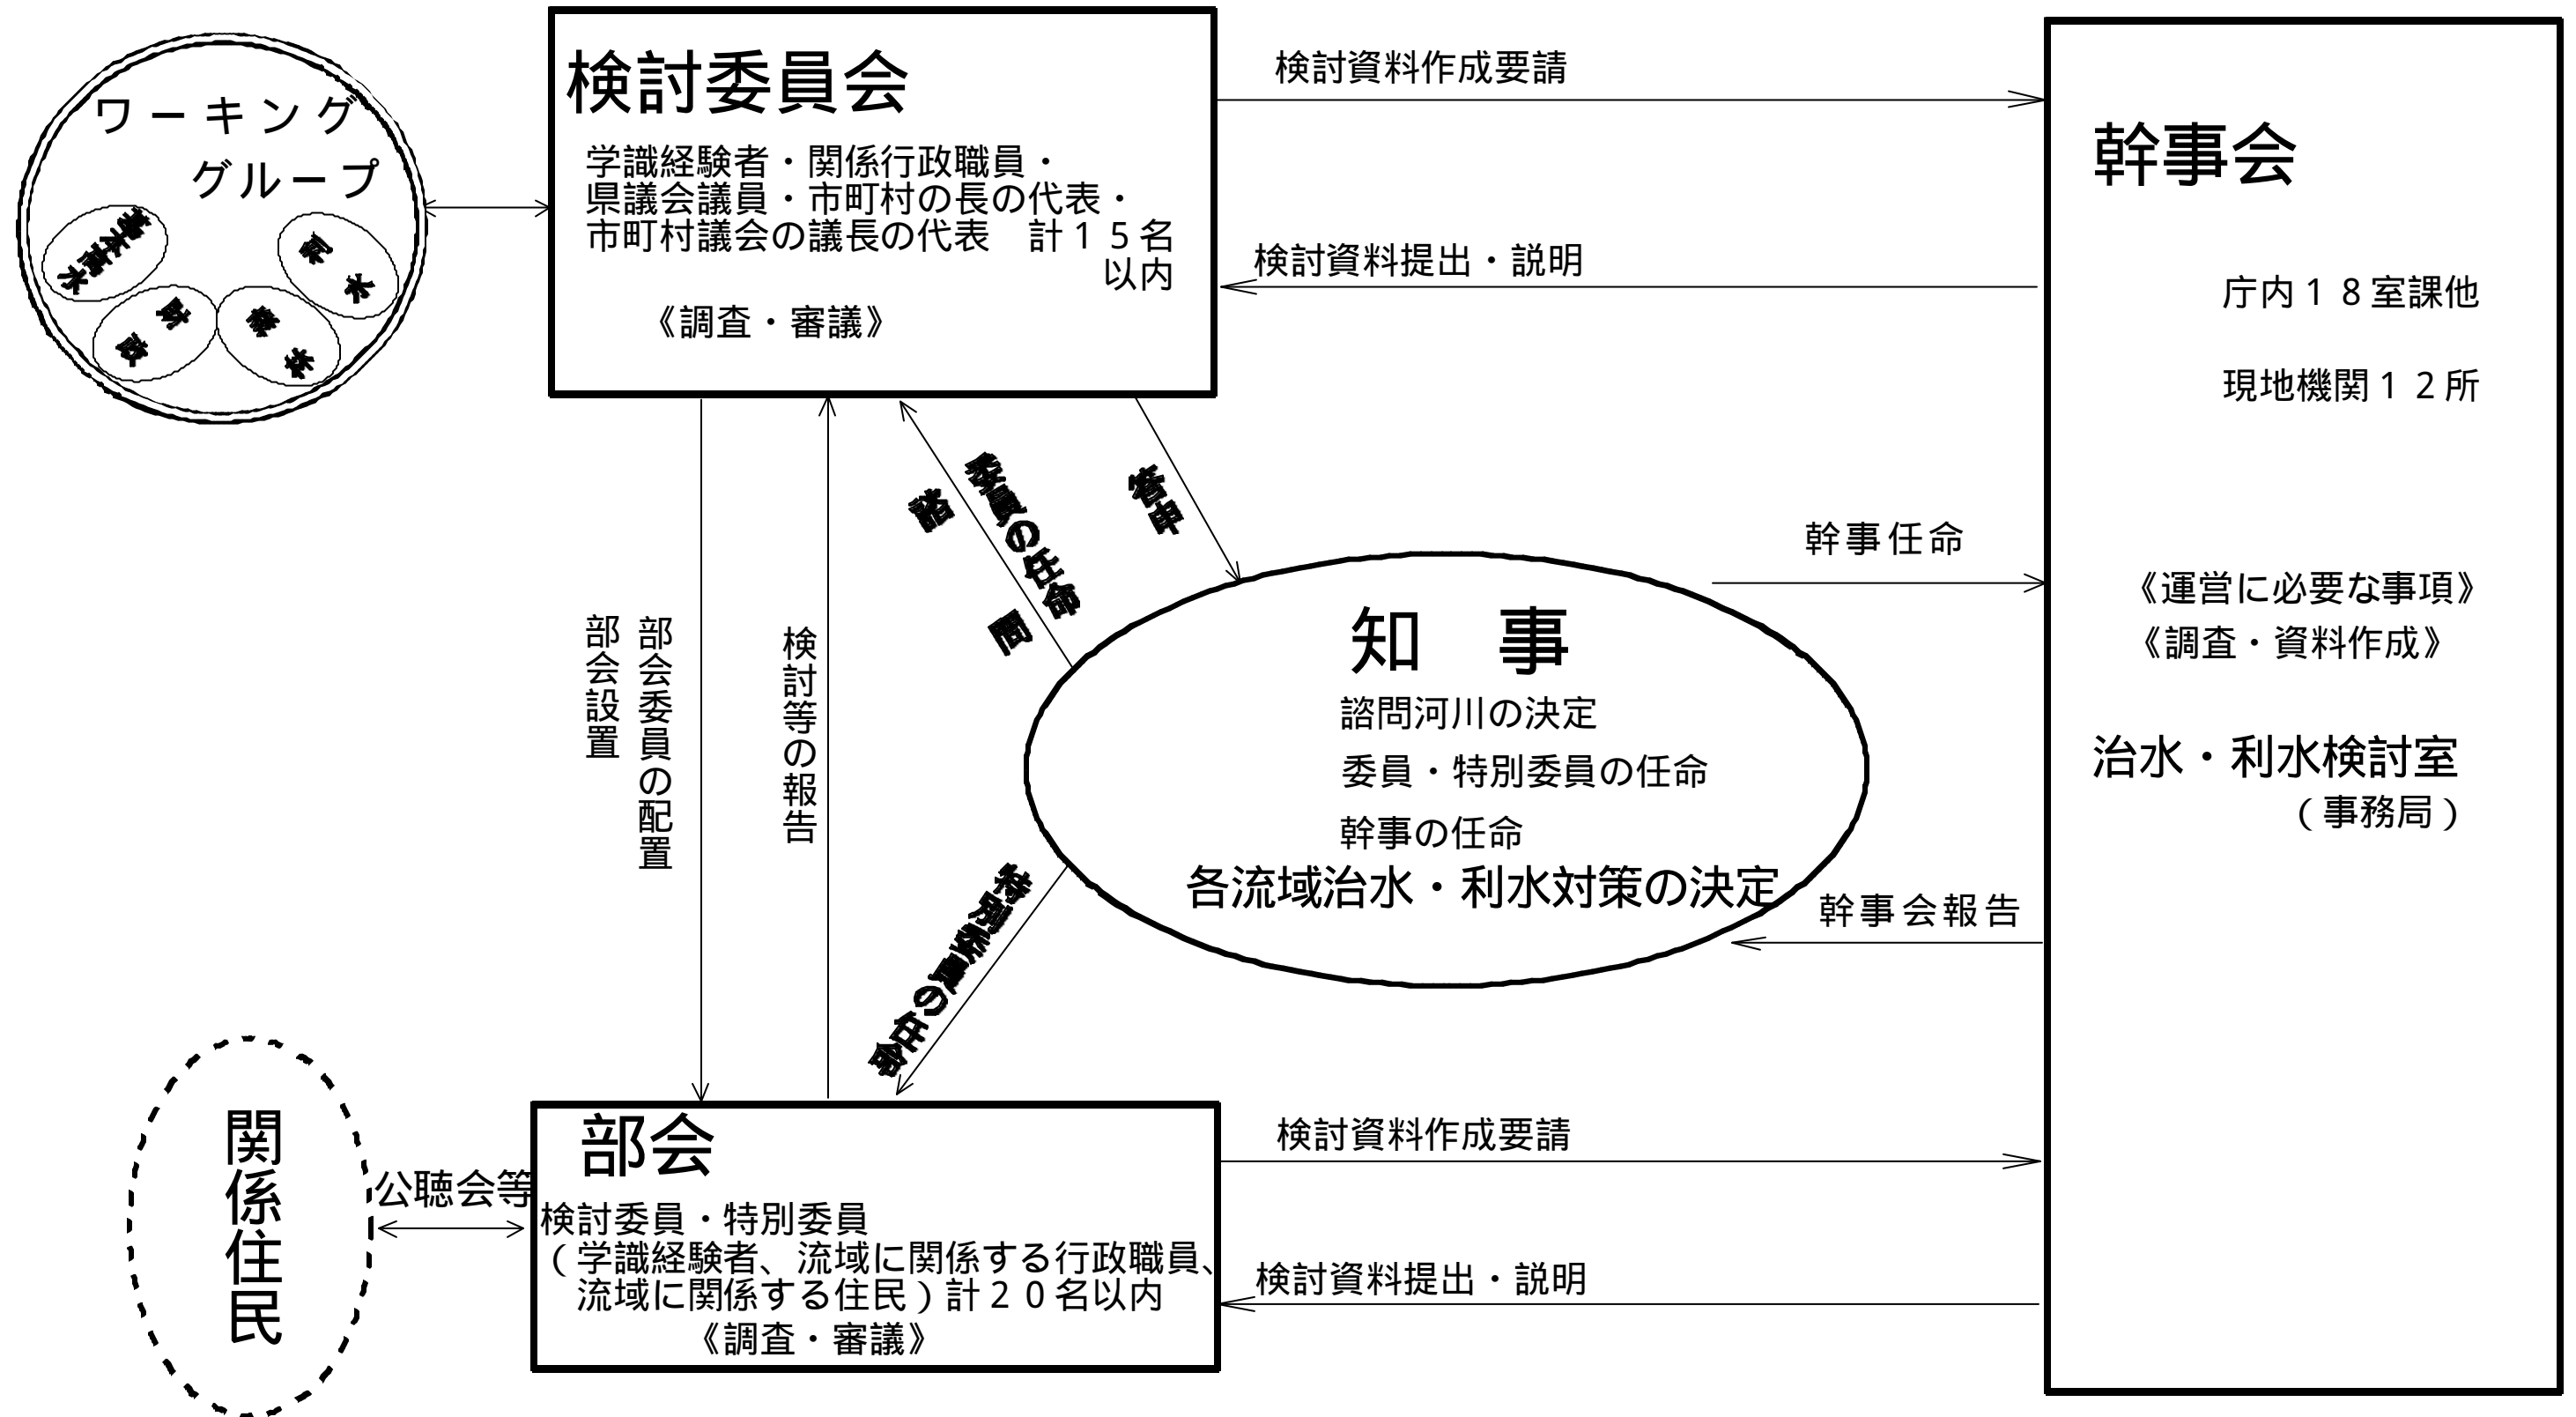 ワーキング
グループ
基本高水
財政
森林
利水
検討委員会
学識経験者・関係行政職員・
県議会議員・市町村の長の代表・
市町村議会の議長の代表　計１５名
以内
《調査・審議》
検討資料作成要請
検討資料提出・説明
幹事会
庁内１８室課他
現地機関１２所
《運営に必要な事項》
《調査・資料作成》
治水・利水検討室
（事務局）
諮問
委員の任命
答申
幹事任命
知　事
諮問河川の決定
委員・特別委員の任命
幹事の任命
各流域治水・利水対策の決定
幹事会報告
部会設置
部会委員の配置
検討等の報告
特別委員の任命
関係住民
公聴会等
部会
検討委員・特別委員
（学識経験者、流域に関係する行政職員、
流域に関係する住民）計２０名以内
《調査・審議》
検討資料作成要請
検討資料提出・説明